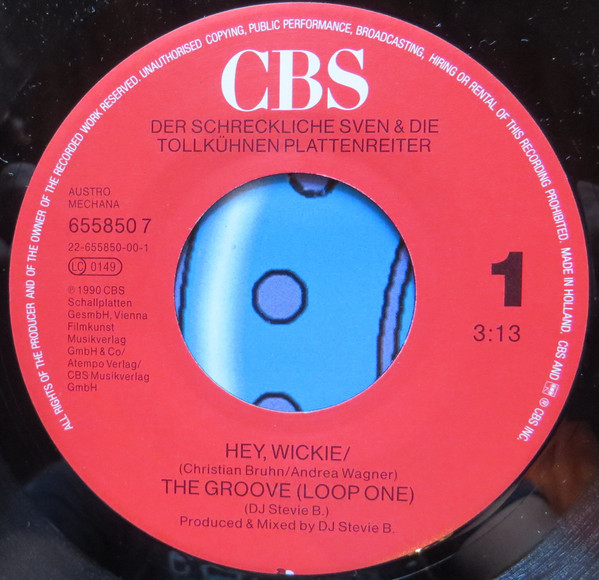 ALL RIGHTS OF THE PRODUCER AND OF THE OWNER OF THE RECORDED WORK RESERVED. UNAUTHORISED COPYING, PUBLIC PERFORMANCE, BROADCASTING, HIRING OR RENTAL OF THIS RECORDING PROHIBITED. MADE IN HOLLAND. CBS AND ℗ CBS INC.
CBS
DER SCHRECKLICHE SVEN & DIE
TOLLKÜHNEN PLATTENREITER
AUSTRO
MECHANA
655850 7
22-655850-00-1
LC 0149
℗ 1990 CBS
Schallplatten
GesmbH, Vienna
Filmkunst
Musikverlag
GmbH & Co/
Atempo Verlag/
CBS Musikverlag
GmbH
1
3:13
HEY, WICKIE/
(Christian Bruhn/Andrea Wagner)
THE GROOVE (LOOP ONE)
(DJ Stevie B.)
Produced & Mixed by DJ Stevie B.